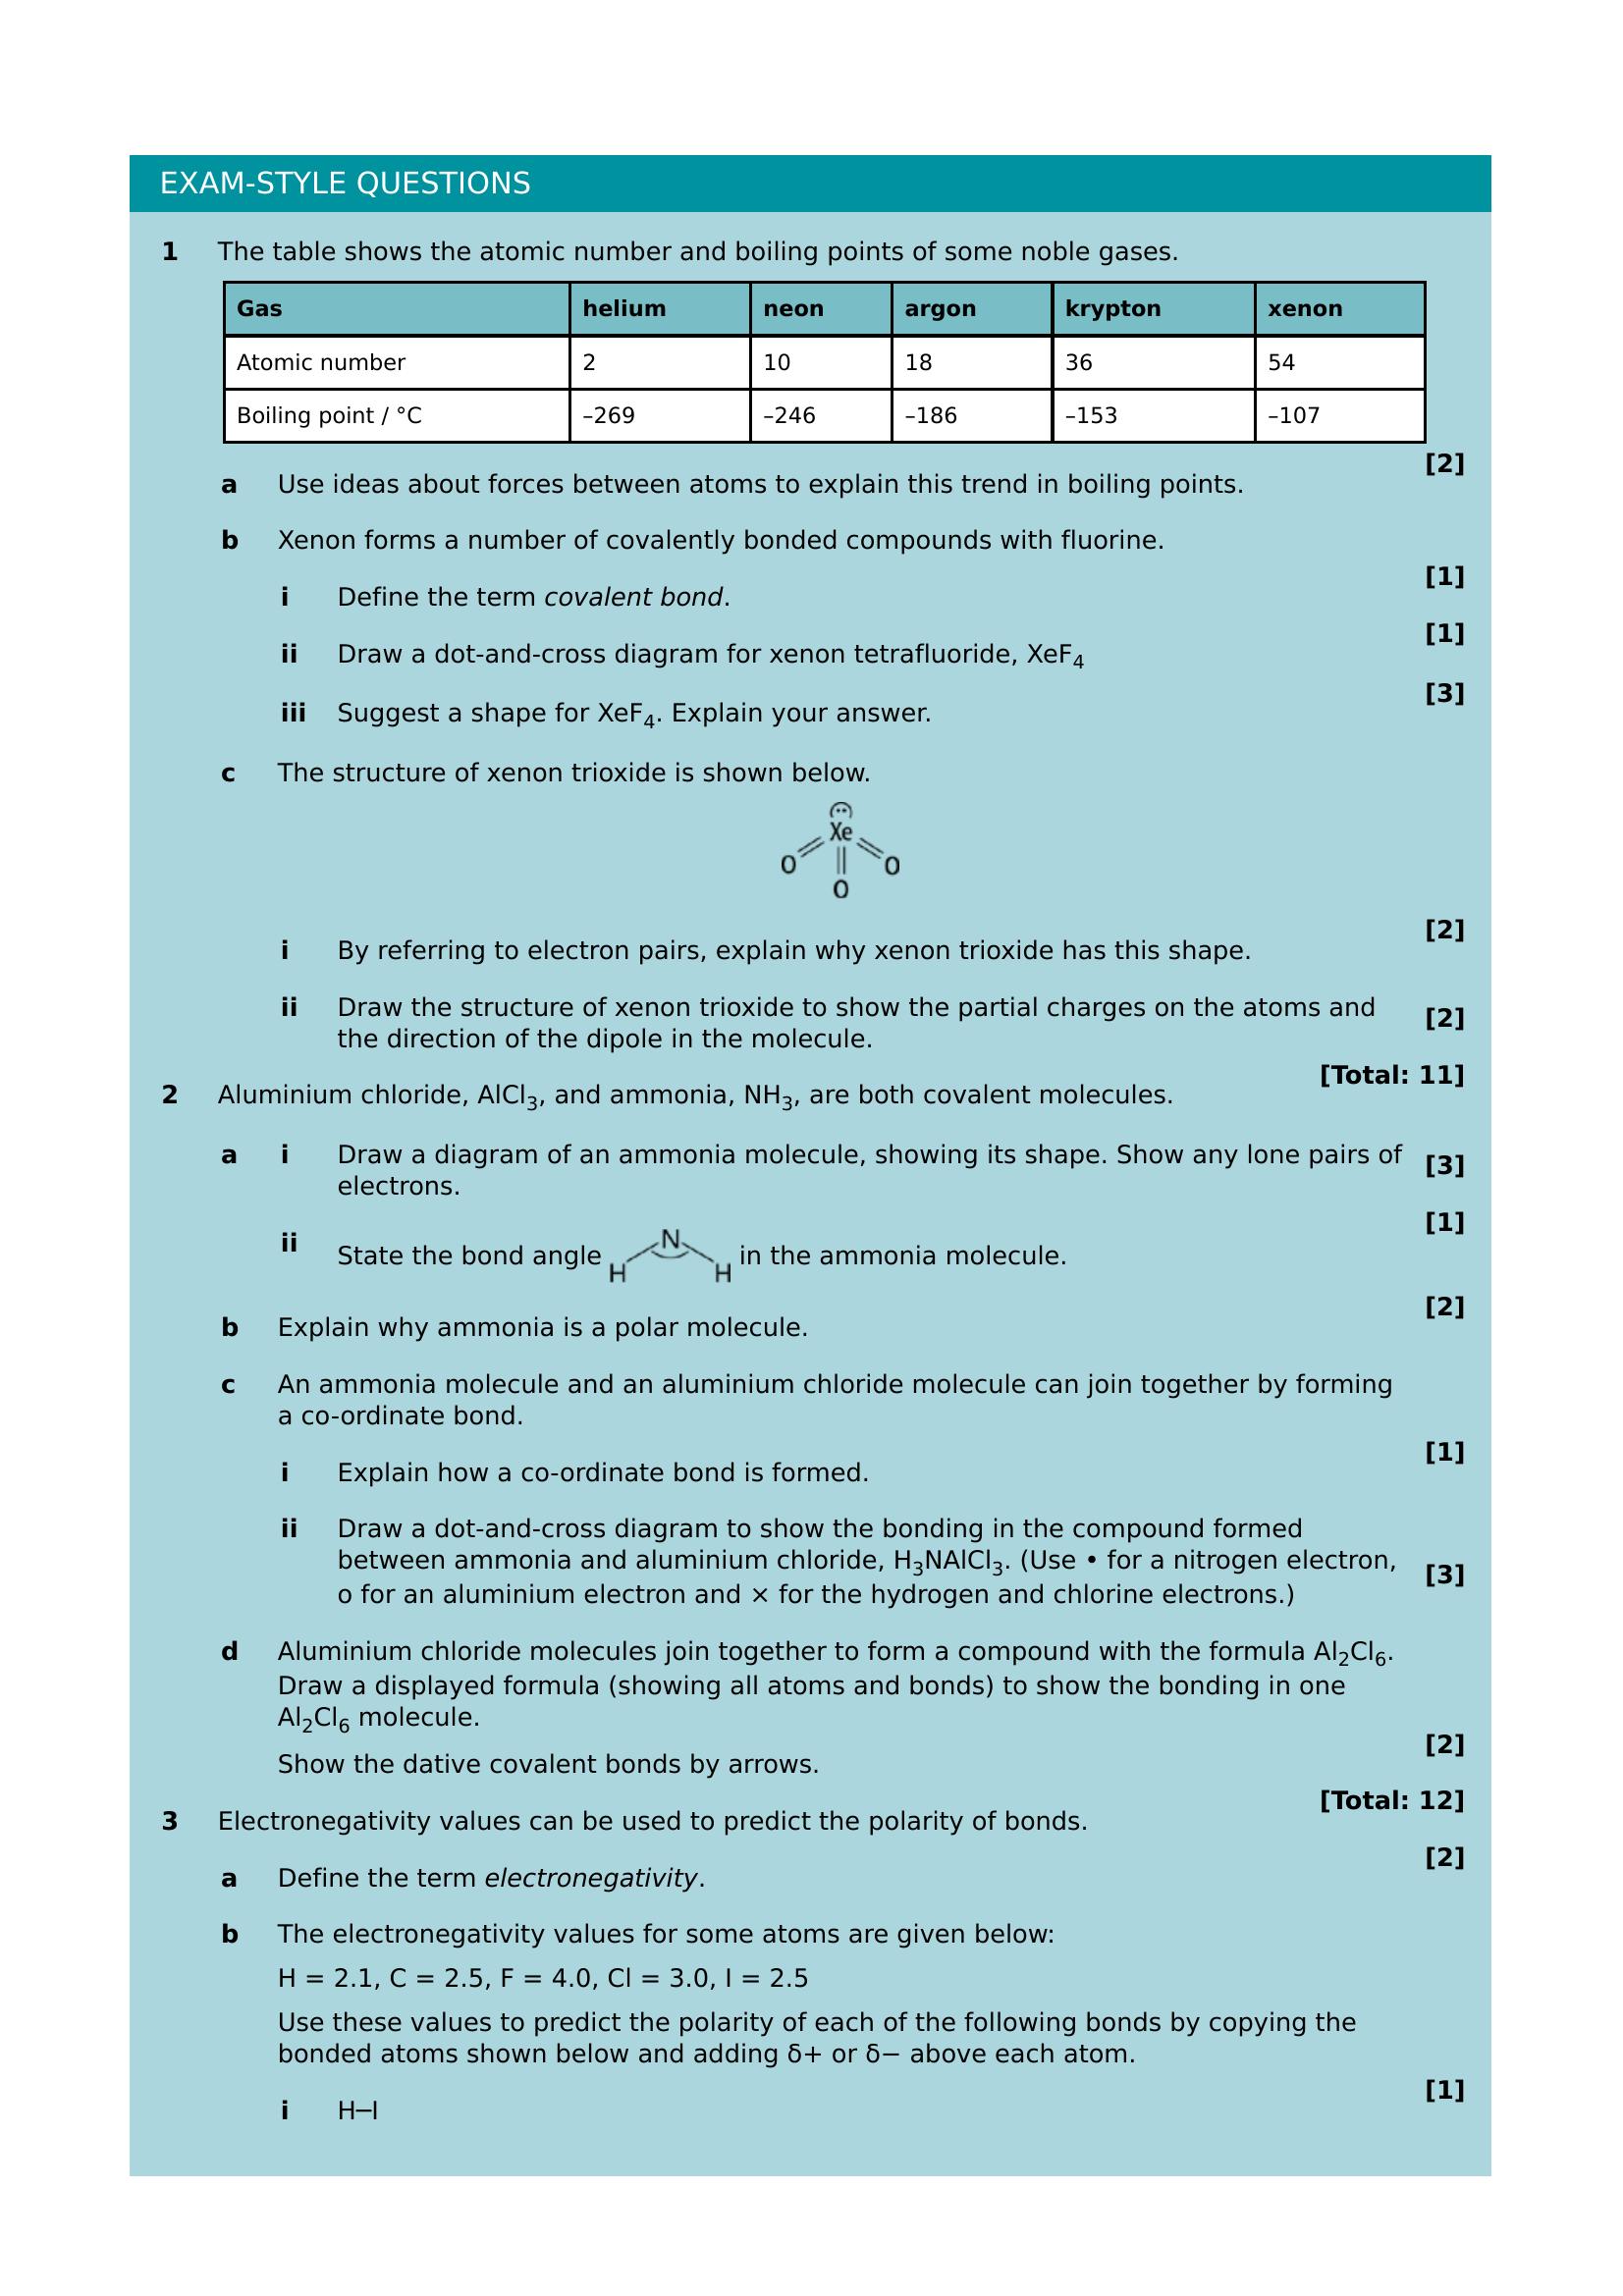 EXAM-STYLE QUESTIONS
1 The table shows the atomic number and boiling points of some noble gases.
Gas helium neon argon krypton xenon
Atomic number 2 10 18 36 54
Boiling point / °C –269 –246 –186 –153 –107
[2]
a Use ideas about forces between atoms to explain this trend in boiling points.
b Xenon forms a number of covalently bonded compounds with fluorine.
[1]
i Define the term covalent bond.
[1]
ii Draw a dot-and-cross diagram for xenon tetrafluoride, XeF₄
[3]
iii Suggest a shape for XeF₄. Explain your answer.
c The structure of xenon trioxide is shown below.
Xe
O O
O
[2]
i By referring to electron pairs, explain why xenon trioxide has this shape.
ii Draw the structure of xenon trioxide to show the partial charges on the atoms and
[2]
the direction of the dipole in the molecule.
[Total: 11]
2 Aluminium chloride, AlCl₃, and ammonia, NH₃, are both covalent molecules.
a i Draw a diagram of an ammonia molecule, showing its shape. Show any lone pairs of
[3]
electrons.
[1]
ii State the bond angle H N H in the ammonia molecule.
[2]
b Explain why ammonia is a polar molecule.
c An ammonia molecule and an aluminium chloride molecule can join together by forming
a co-ordinate bond.
[1]
i Explain how a co-ordinate bond is formed.
ii Draw a dot-and-cross diagram to show the bonding in the compound formed
between ammonia and aluminium chloride, H₃NAlCl₃. (Use • for a nitrogen electron,
[3]
o for an aluminium electron and × for the hydrogen and chlorine electrons.)
d Aluminium chloride molecules join together to form a compound with the formula Al₂Cl₆.
Draw a displayed formula (showing all atoms and bonds) to show the bonding in one
Al₂Cl₆ molecule.
[2]
Show the dative covalent bonds by arrows.
[Total: 12]
3 Electronegativity values can be used to predict the polarity of bonds.
[2]
a Define the term electronegativity.
b The electronegativity values for some atoms are given below:
H = 2.1, C = 2.5, F = 4.0, Cl = 3.0, I = 2.5
Use these values to predict the polarity of each of the following bonds by copying the
bonded atoms shown below and adding δ+ or δ− above each atom.
[1]
i H─I